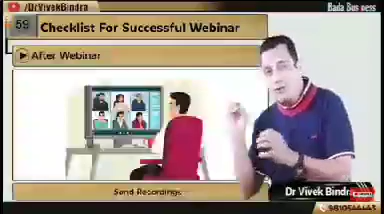 /DrVivekBindra
Bada Business
59 Checklist For Successful Webinar
After Webinar
Send Recordings
Dr Vivek Bindra